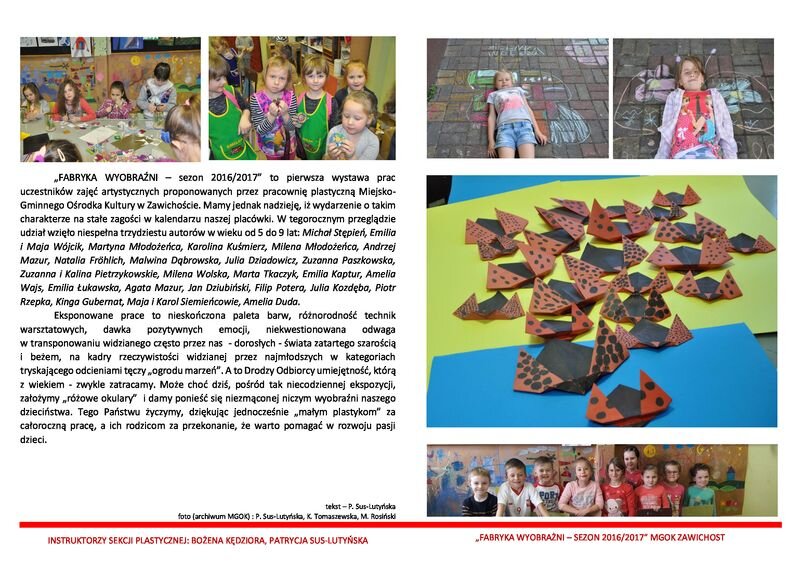 „FABRYKA WYOBRAŹNI – sezon 2016/2017” to pierwsza wystawa prac
uczestników zajęć artystycznych proponowanych przez pracownię plastyczną Miejsko-
Gminnego Ośrodka Kultury w Zawichoście. Mamy jednak nadzieję, iż wydarzenie o takim
charakterze na stałe zagości w kalendarzu naszej placówki. W tegorocznym przeglądzie
udział wzięło niespełna trzydziestu autorów w wieku od 5 do 9 lat: Michał Stępień, Emilia
i Maja Wójcik, Martyna Młodożeńca, Karolina Kuśmierz, Milena Młodożeńca, Andrzej
Mazur, Natalia Fröhlich, Malwina Dąbrowska, Julia Dziadowicz, Zuzanna Paszkowska,
Zuzanna i Kalina Pietrzykowskie, Milena Wolska, Marta Tkaczyk, Emilia Kaptur, Amelia
Wajs, Emilia Łukawska, Agata Mazur, Jan Dziubiński, Filip Potera, Julia Kozdęba, Piotr
Rzepka, Kinga Gubernat, Maja i Karol Siemieńcowie, Amelia Duda.
Eksponowane prace to nieskończona paleta barw, różnorodność technik
warsztatowych, dawka pozytywnych emocji, niekwestionowana odwaga
w transponowaniu widzianego często przez nas - dorosłych - świata zatartego szarością
i beżem, na kadry rzeczywistości widzianej przez najmłodszych w kategoriach
tryskającego odcieniami tęczy „ogrodu marzeń”. A to Drodzy Odbiorcy umiejętność, którą
z wiekiem - zwykle zatracamy. Może choć dziś, pośród tak niecodziennej ekspozycji,
założymy „różowe okulary” i damy ponieść się niezmąconej niczym wyobraźni naszego
dzieciństwa. Tego Państwu życzymy, dziękując jednocześnie „małym plastykom” za
całoroczną pracę, a ich rodzicom za przekonanie, że warto pomagać w rozwoju pasji
dzieci.
tekst – P. Sus-Lutyńska
foto (archiwum MGOK) : P. Sus-Lutyńska, K. Tomaszewska, M. Rosiński
INSTRUKTORZY SEKCJI PLASTYCZNEJ: BOŻENA KĘDZIORA, PATRYCJA SUS-LUTYŃSKA
„FABRYKA WYOBRAŹNI – SEZON 2016/2017” MGOK ZAWICHOST